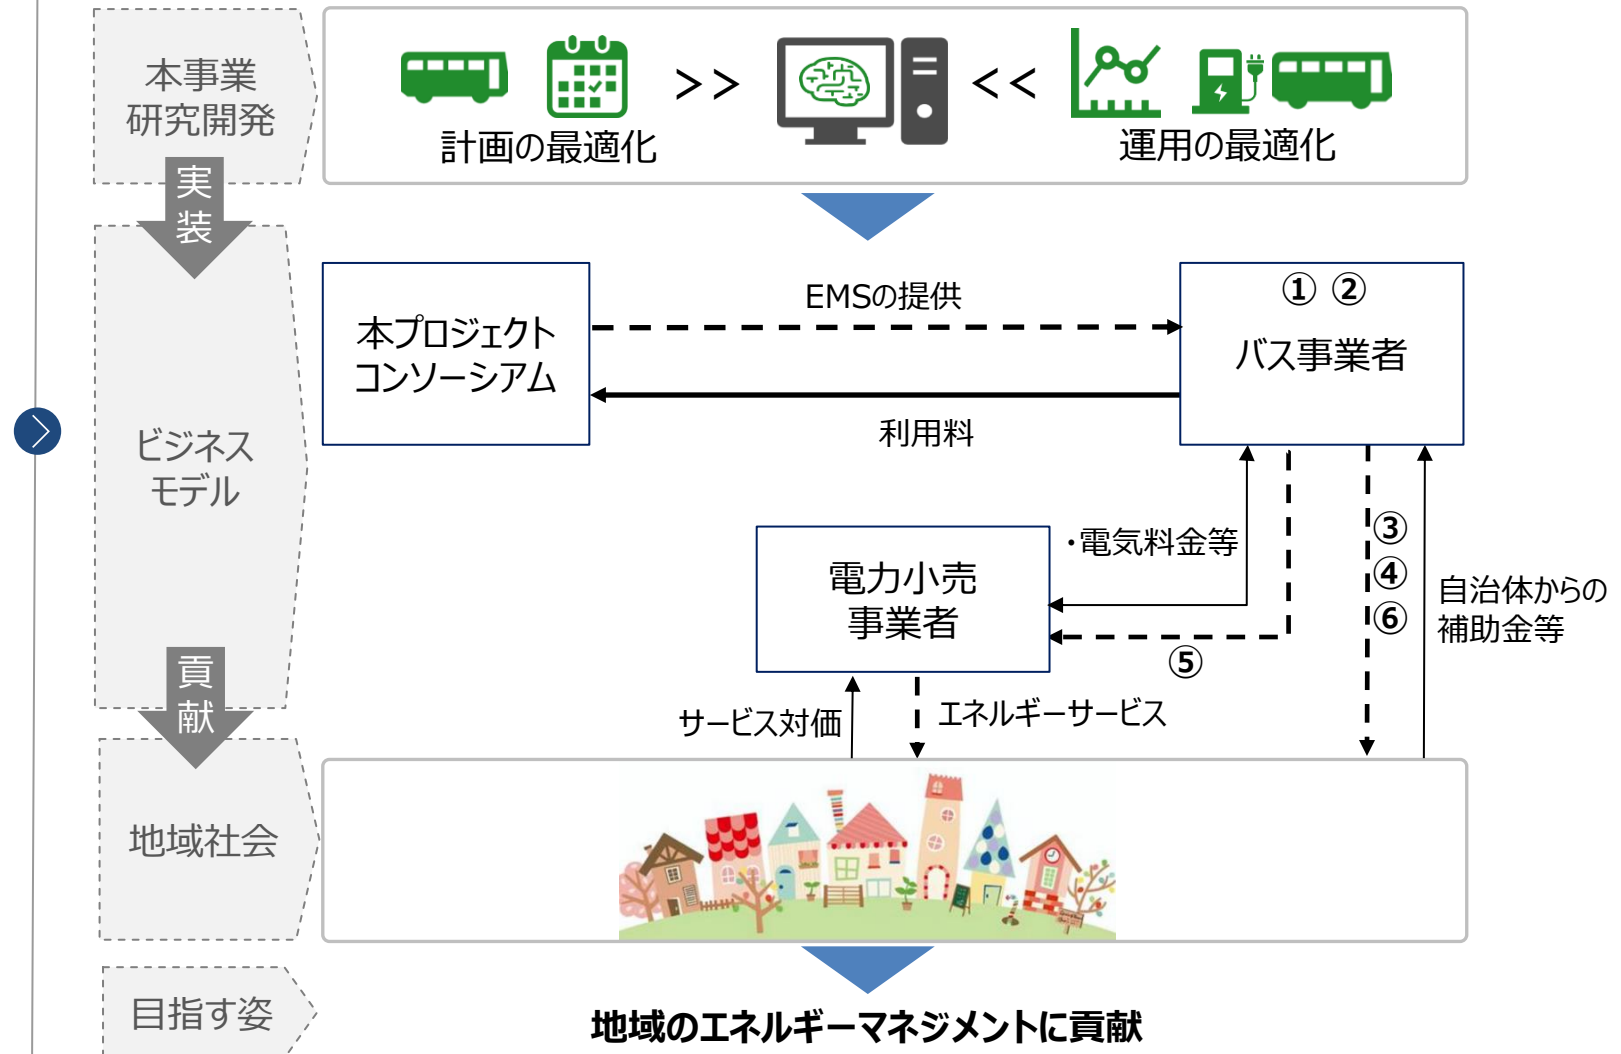 本事業
研究開発
>>
<<
計画の最適化
運用の最適化
実
装
ビジネス
モデル
本プロジェクト
コンソーシアム
EMSの提供
利用料
① ②
バス事業者
・電気料金等
電力小売
事業者
③
④
⑥
⑤
自治体からの
補助金等
サービス対価
エネルギーサービス
貢
献
地域社会
目指す姿
地域のエネルギーマネジメントに貢献